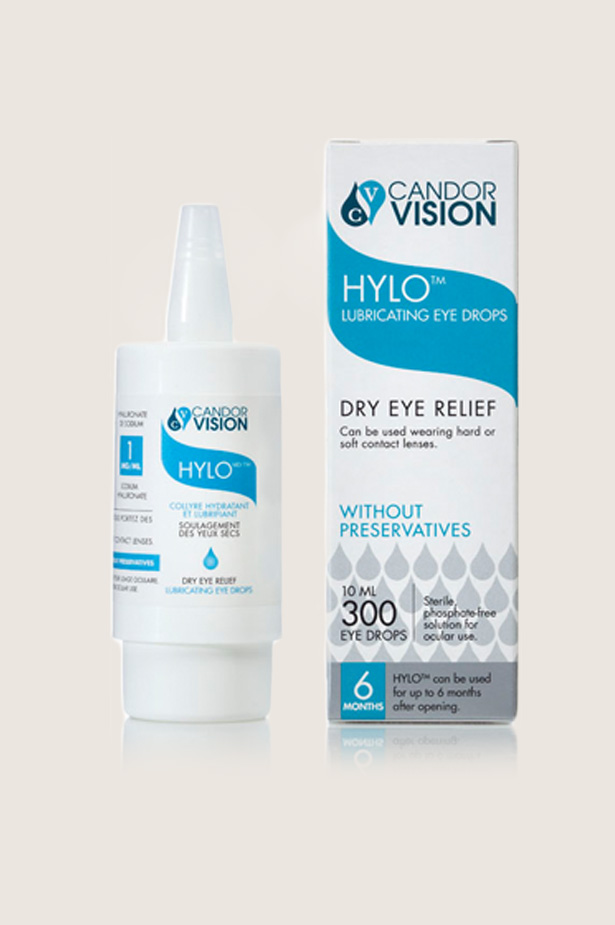 CANDOR
VISION
HYLO™
LUBRICATING EYE DROPS
DRY EYE RELIEF
Can be used wearing hard or
soft contact lenses.
WITHOUT
PRESERVATIVES
10 ML
300
EYE DROPS
Sterile,
phosphate-free
solution for
ocular use.
6
MONTHS
HYLO™ can be used
for up to 6 months
after opening.
CANDOR
VISION
HYLO
COLLYRE HYDRATANT
ET LUBRIFIANT
SOULAGEMENT
DES YEUX SECS
DRY EYE RELIEF
LUBRICATING EYE DROPS
DE SODIUM
1
MG/ML
CONTACT LENSES.
PRESERVATIVES